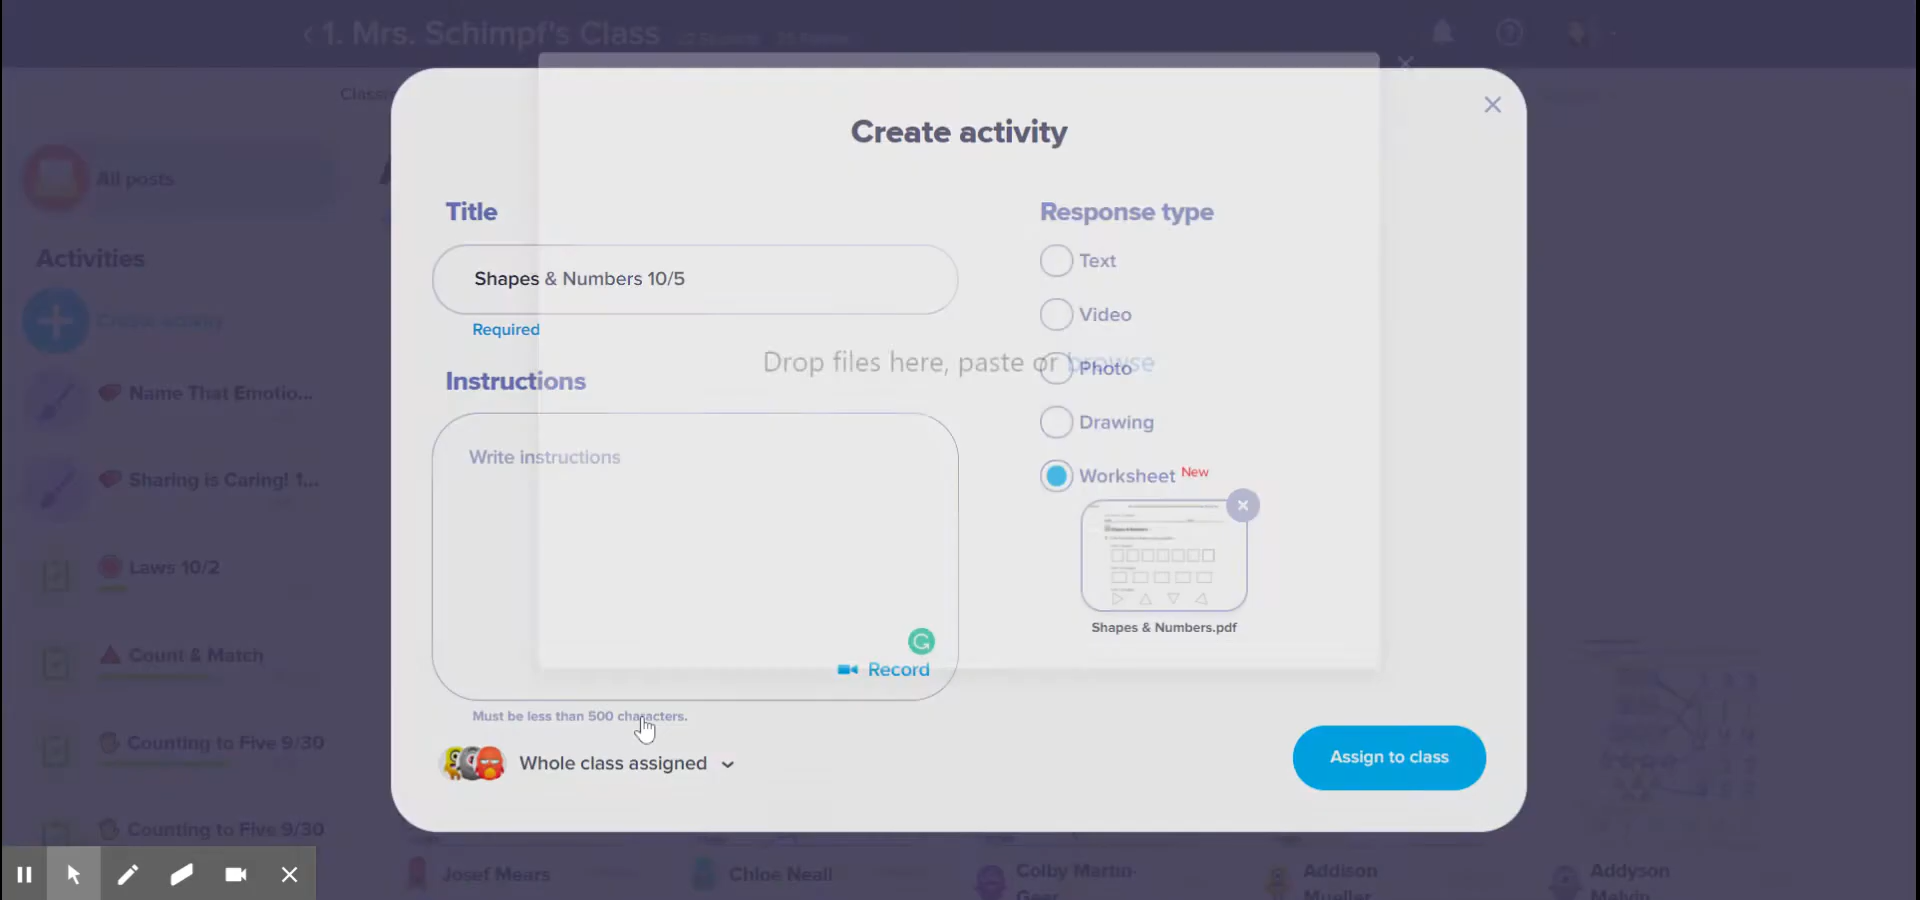 1. Mrs. Schimpf's Class
All posts
Activities
Create activity
Name That Emotio...
Sharing is Caring! 1...
Laws 10/2
Count & Match
Counting to Five 9/30
Counting to Five 9/30
Create activity
Title
Shapes & Numbers 10/5
Required
Instructions
Write instructions
Record
Must be less than 500 characters.
Whole class assigned
Drop files here, paste or browse
Response type
Text
Video
Photo
Drawing
Worksheet New
Shapes & Numbers.pdf
Assign to class
Josef Mears
Chloe Neall
Colby Martin-
Addison
Mueller
Addyson
Melvin